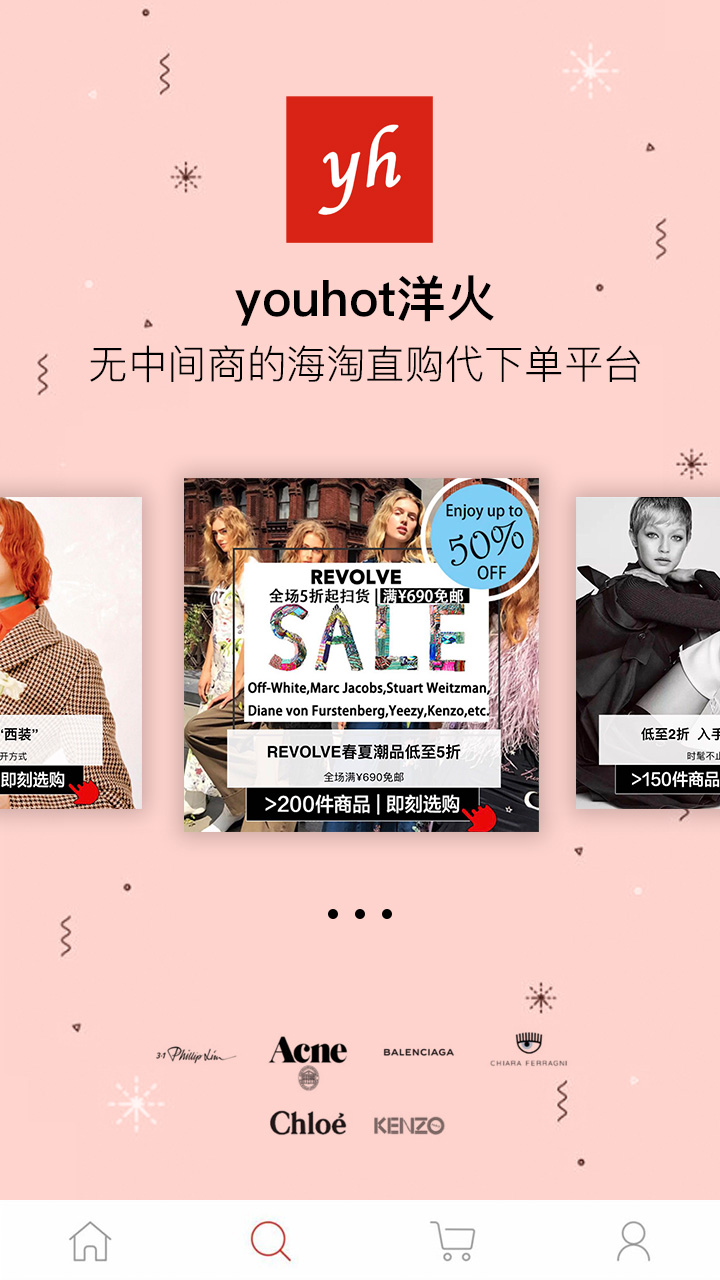 yh
youhot洋火
无中间商的海淘直购代下单平台
Enjoy up to
50%
OFF
REVOLVE
全场5折起扫货 | 满¥690免邮
SALE
Off-White,Marc Jacobs,Stuart Weitzman,
Diane von Furstenberg,Yeezy,Kenzo,etc.
REVOLVE春夏潮品低至5折
全场满¥690免邮
>200件商品 | 即刻选购
“西装”
开方式
即刻选购
低至2折 入手
时髦不止
>150件商品
3·1 Phillip Lim
Acne
BALENCIAGA
CHIARA FERRAGNI
Chloé
KENZO